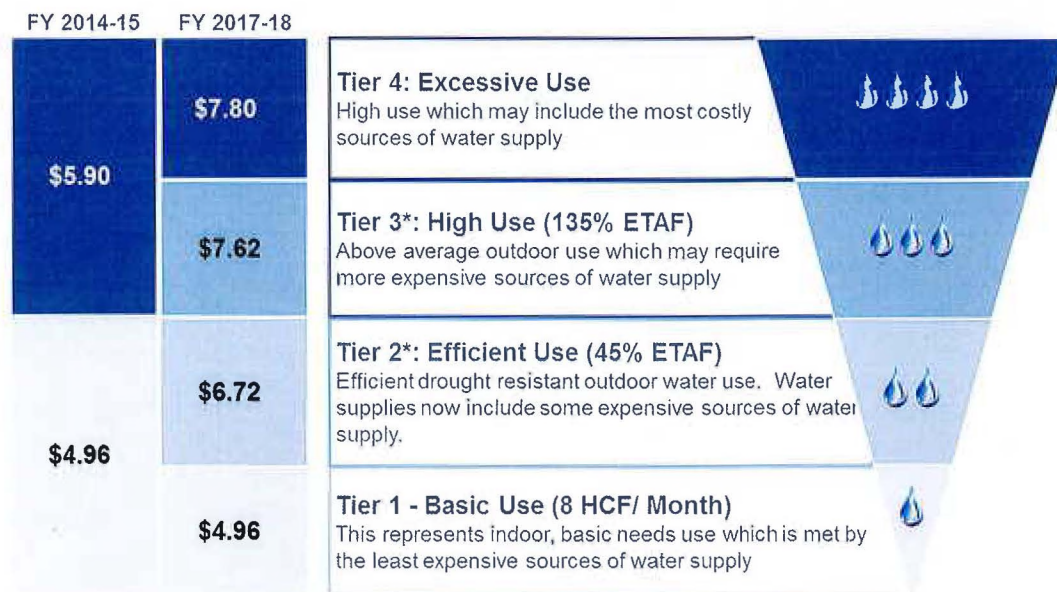 FY 2014-15 FY 2017-18
$5.90
$4.96
$7.80
$7.62
$6.72
$4.96
Tier 4: Excessive Use
High use which may include the most costly
sources of water supply
Tier 3*: High Use (135% ETAF)
Above average outdoor use which may require
more expensive sources of water supply
Tier 2*: Efficient Use (45% ETAF)
Efficient drought resistant outdoor water use. Water
supplies now include some expensive sources of water
supply.
Tier 1 - Basic Use (8 HCF/ Month)
This represents indoor, basic needs use which is met by
the least expensive sources of water supply